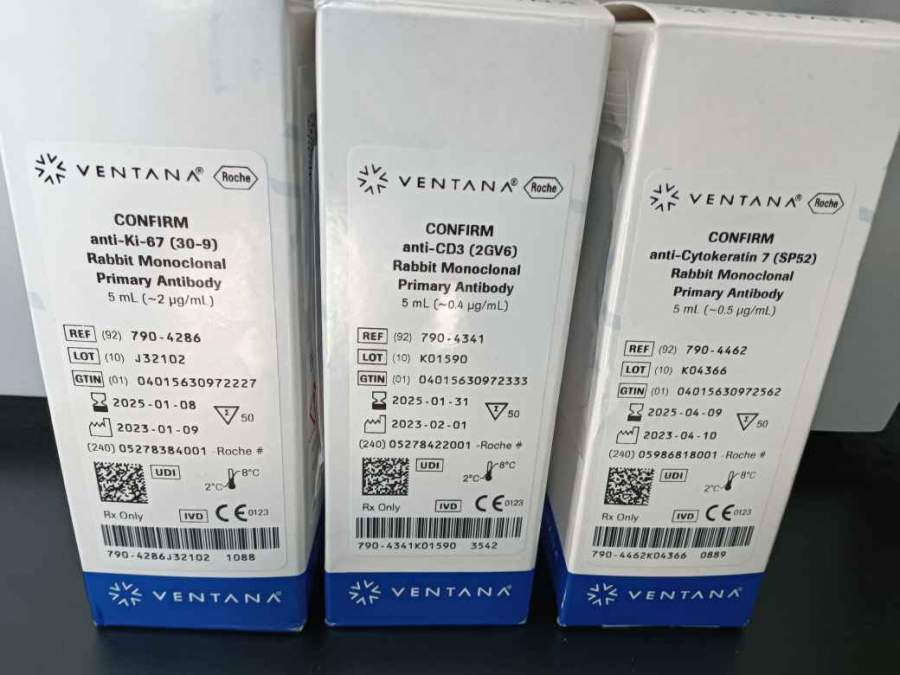 VENTANA® Roche
CONFIRM
anti-Ki-67 (30-9)
Rabbit Monoclonal
Primary Antibody
5 mL (~2 µg/mL)
REF (92) 790-4286
LOT (10) J32102
GTIN (01) 04015630972227
2025-01-08
Σ 50
2023-01-09
(240) 05278384001 -Roche #
UDI
2°C 8°C
Rx Only IVD CE 0123
790-4286J32102 1088
VENTANA®
VENTANA® Roche
CONFIRM
anti-CD3 (2GV6)
Rabbit Monoclonal
Primary Antibody
5 mL (~0.4 µg/mL)
REF (92) 790-4341
LOT (10) K01590
GTIN (01) 04015630972333
2025-01-31
Σ 50
2023-02-01
(240) 05278422001 -Roche #
UDI
2°C 8°C
Rx Only IVD CE 0123
790-4341K01590 3542
VENTANA®
VENTANA
VENTANA® Roche
CONFIRM
anti-Cytokeratin 7 (SP52)
Rabbit Monoclonal
Primary Antibody
5 mL (~0.5 µg/mL)
REF (92) 790-4462
LOT (10) K04366
GTIN (01) 04015630972562
2025-04-09
Σ 50
2023-04-10
(240) 05986818001 -Roche #
UDI
2°C 8°C
Rx Only IVD CE 0123
790-4462K04366 0889
VENTANA®